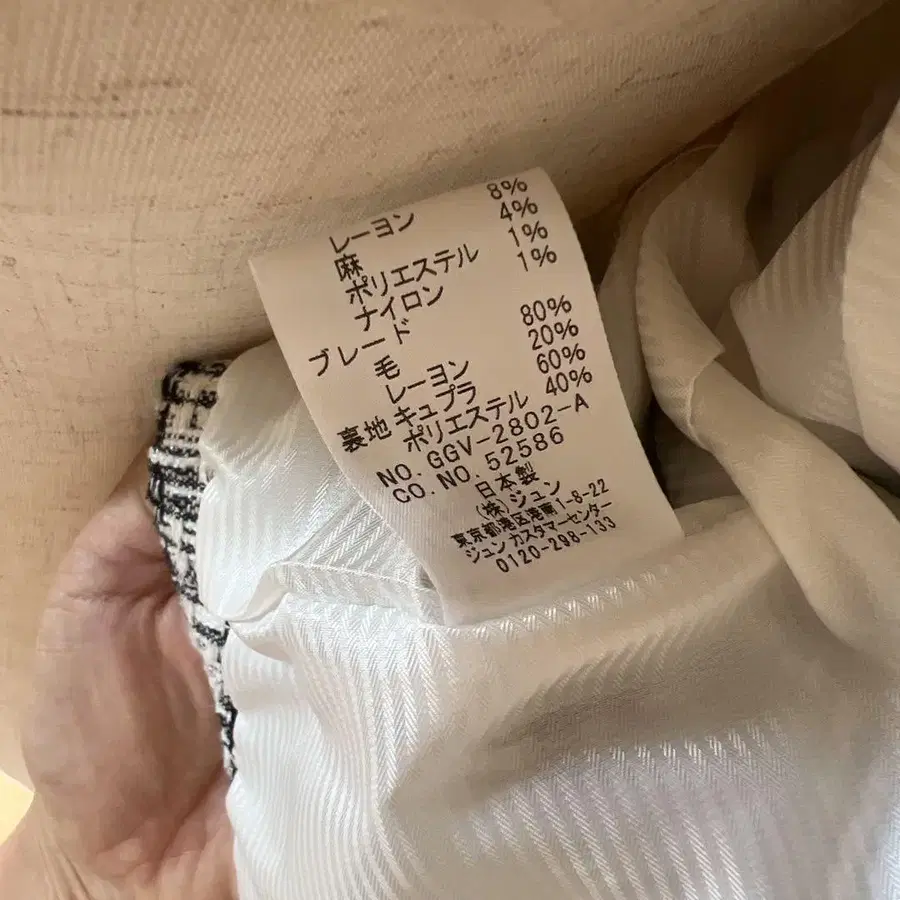 レーヨン 8%
麻 4%
ポリエステル 1%
ナイロン 1%
ブレード
毛 80%
レーヨン 20%
裏地 キュプラ 60%
ポリエステル 40%
NO. GGV-2802-A
CO. NO. 52586
日本製
(株)ジュン
東京都港区港南1-8-22
ジュン カスタマーセンター
0120-298-133